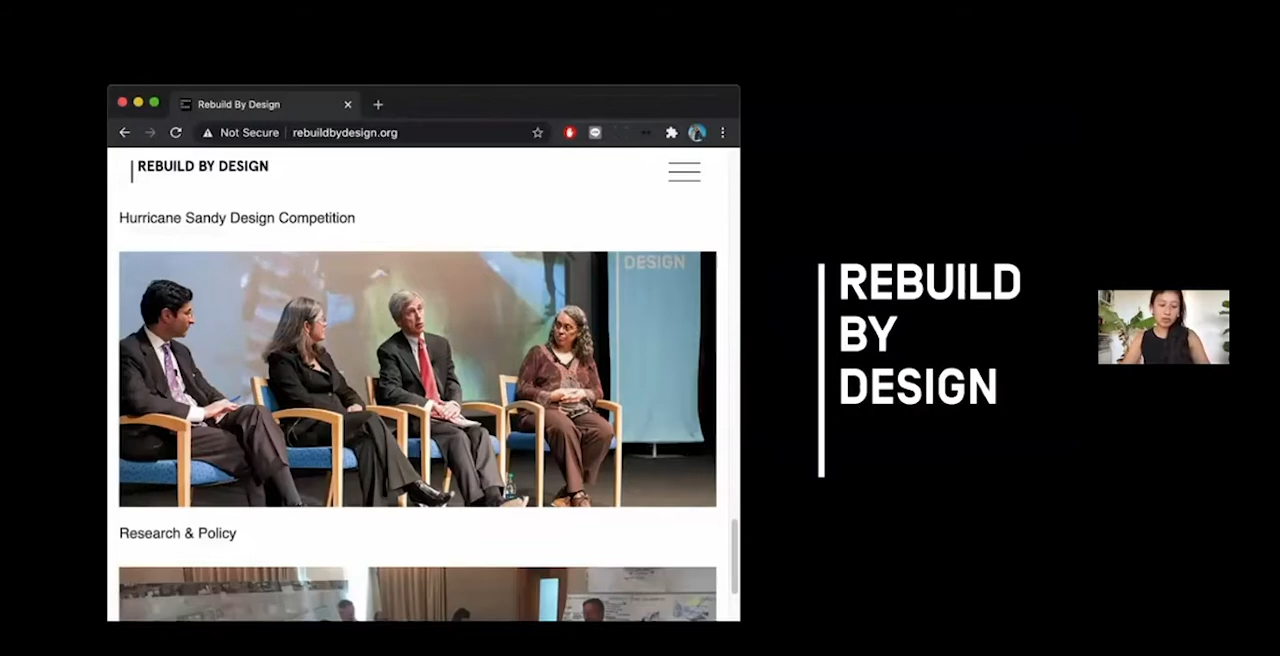 Rebuild By Design
Not Secure
rebuildbydesign.org
REBUILD BY DESIGN
Hurricane Sandy Design Competition
DESIGN
Research & Policy
REBUILD
BY
DESIGN